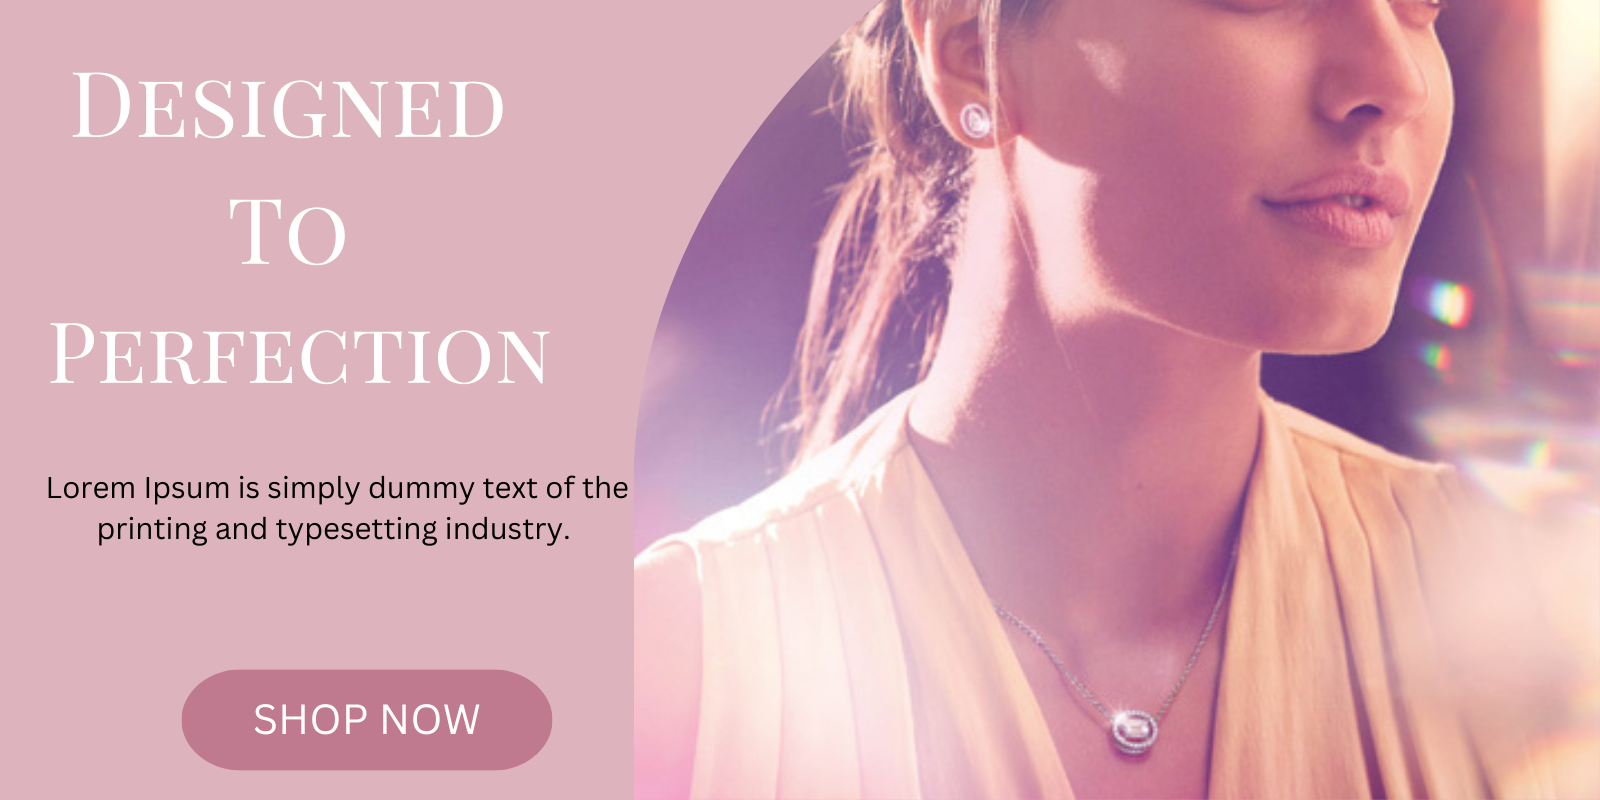 Designed
To
Perfection
Lorem Ipsum is simply dummy text of the
printing and typesetting industry.
SHOP NOW